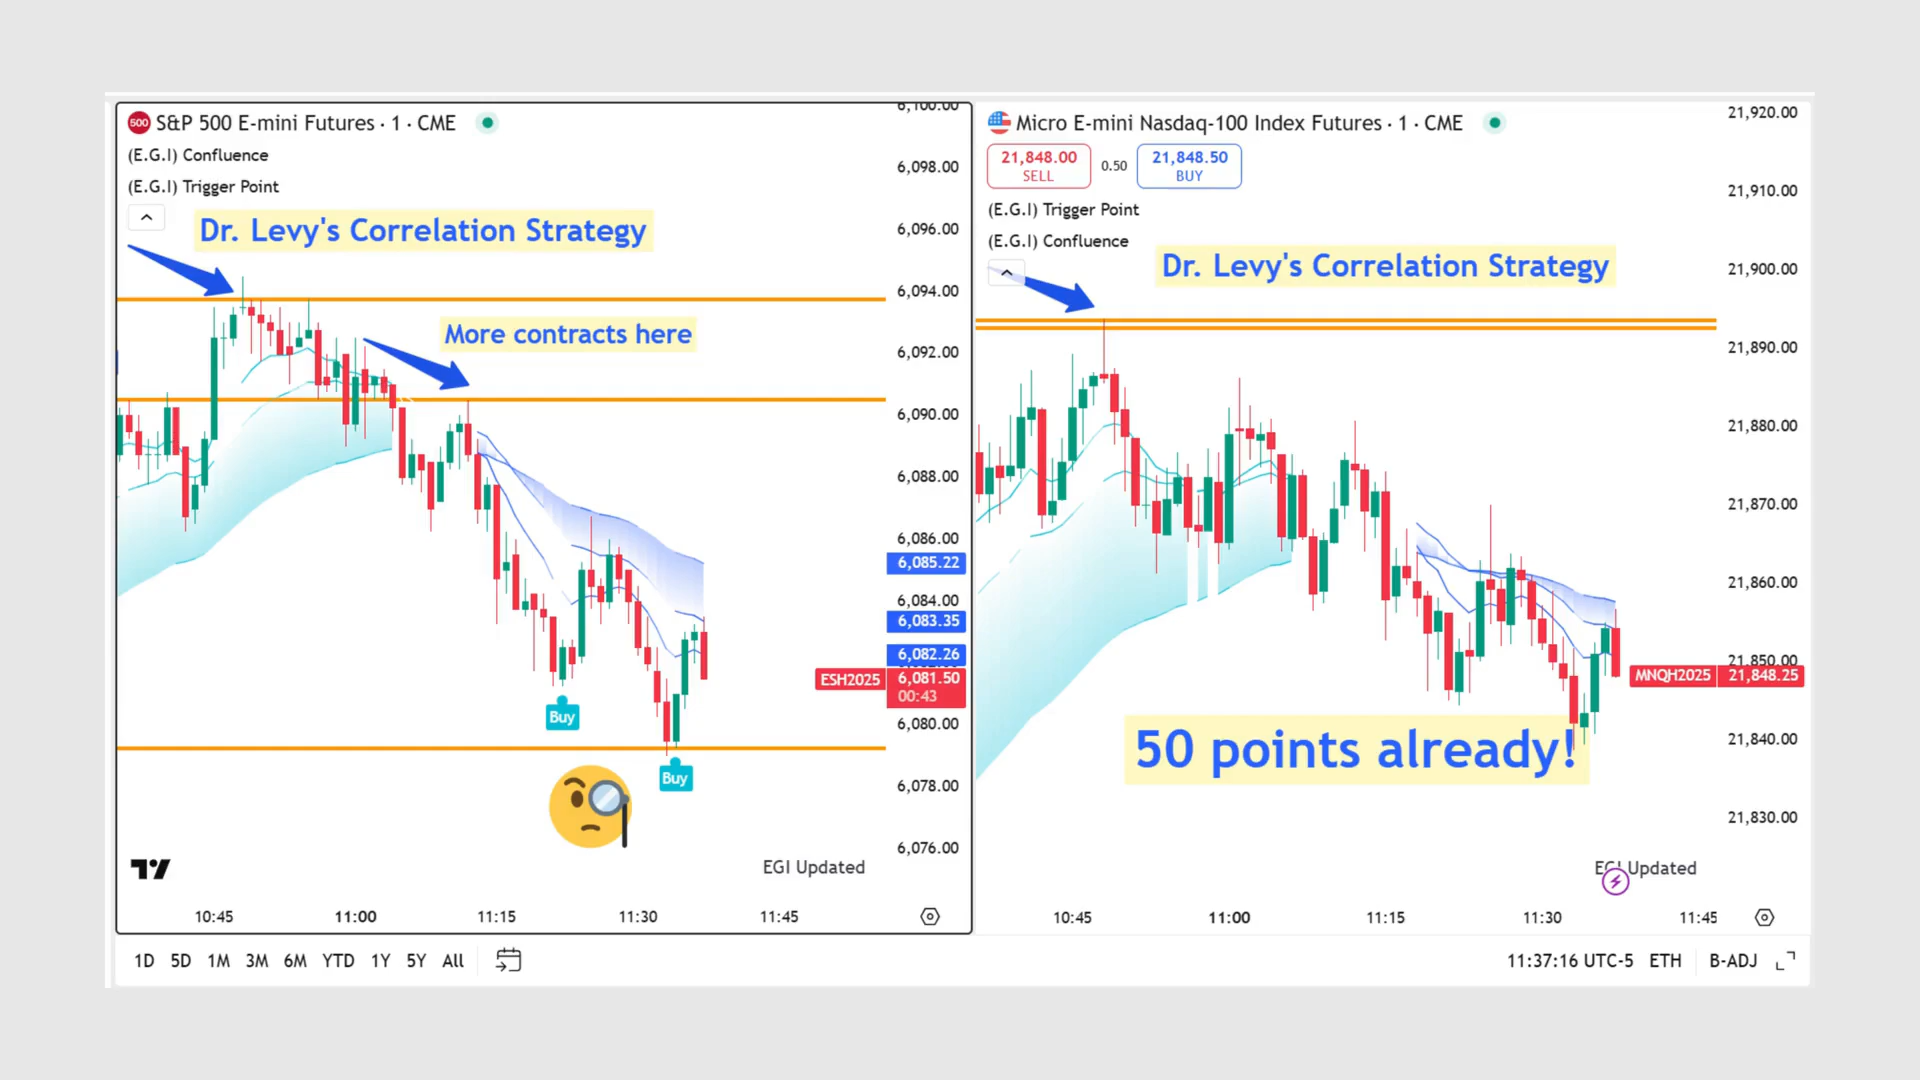 500 S&P 500 E-mini Futures · 1 · CME
(E.G.I) Confluence
(E.G.I) Trigger Point
Dr. Levy's Correlation Strategy
More contracts here
Buy
Buy
EGI Updated
6,100.00
6,098.00
6,096.00
6,094.00
6,092.00
6,090.00
6,088.00
6,086.00
6,085.22
6,084.00
6,083.35
6,082.26
ESH2025 6,081.50
00:43
6,080.00
6,078.00
6,076.00
10:45 11:00 11:15 11:30 11:45
Micro E-mini Nasdaq-100 Index Futures · 1 · CME
21,848.00 0.50 21,848.50
SELL BUY
(E.G.I) Trigger Point
(E.G.I) Confluence
Dr. Levy's Correlation Strategy
50 points already!
EGI Updated
21,920.00
21,910.00
21,900.00
21,890.00
21,880.00
21,870.00
21,860.00
21,850.00
MNQH2025 21,848.25
21,840.00
21,830.00
10:45 11:00 11:15 11:30 11:45
1D 5D 1M 3M 6M YTD 1Y 5Y All
11:37:16 UTC-5 ETH B-ADJ